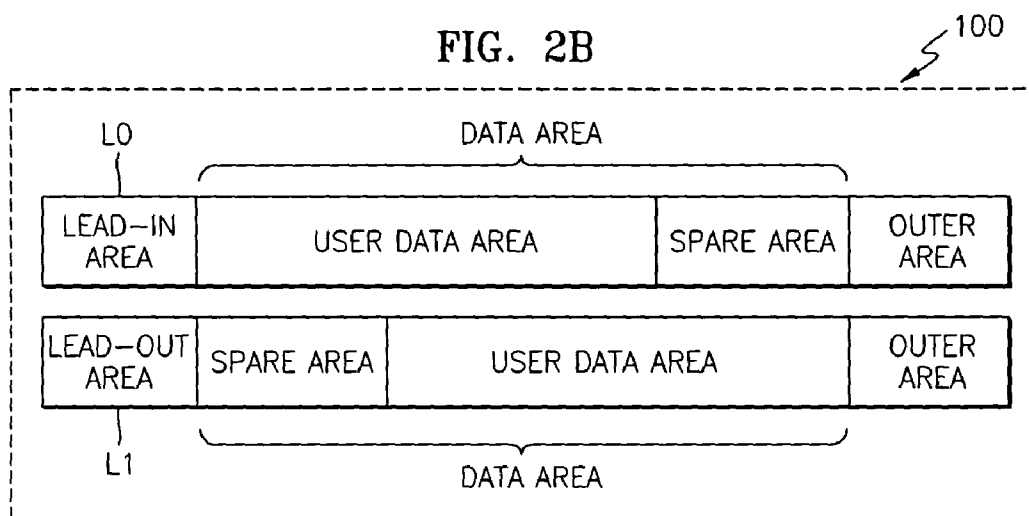 FIG. 2B
100
L0
DATA AREA
LEAD-IN
AREA
USER DATA AREA
SPARE AREA
OUTER
AREA
LEAD-OUT
AREA
SPARE AREA
USER DATA AREA
OUTER
AREA
L1
DATA AREA